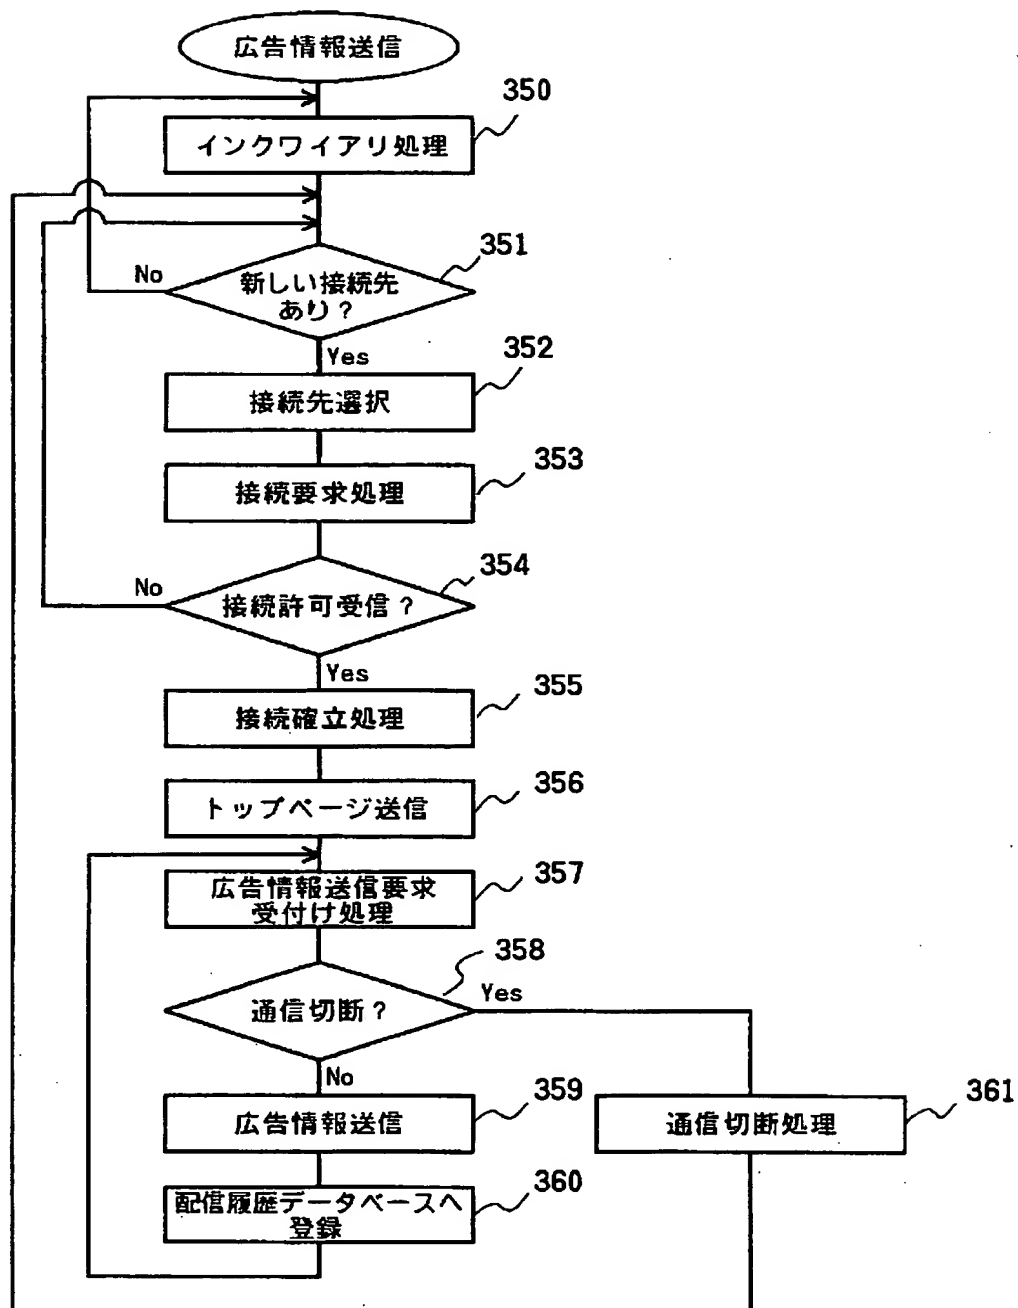 広告情報送信
350
インクワイアリ処理
351
No
新しい接続先
あり？
Yes
352
接続先選択
353
接続要求処理
354
No
接続許可受信？
Yes
355
接続確立処理
356
トップページ送信
357
広告情報送信要求
受付け処理
358
通信切断？
Yes
No
359
広告情報送信
361
通信切断処理
360
配信履歴データベースへ
登録